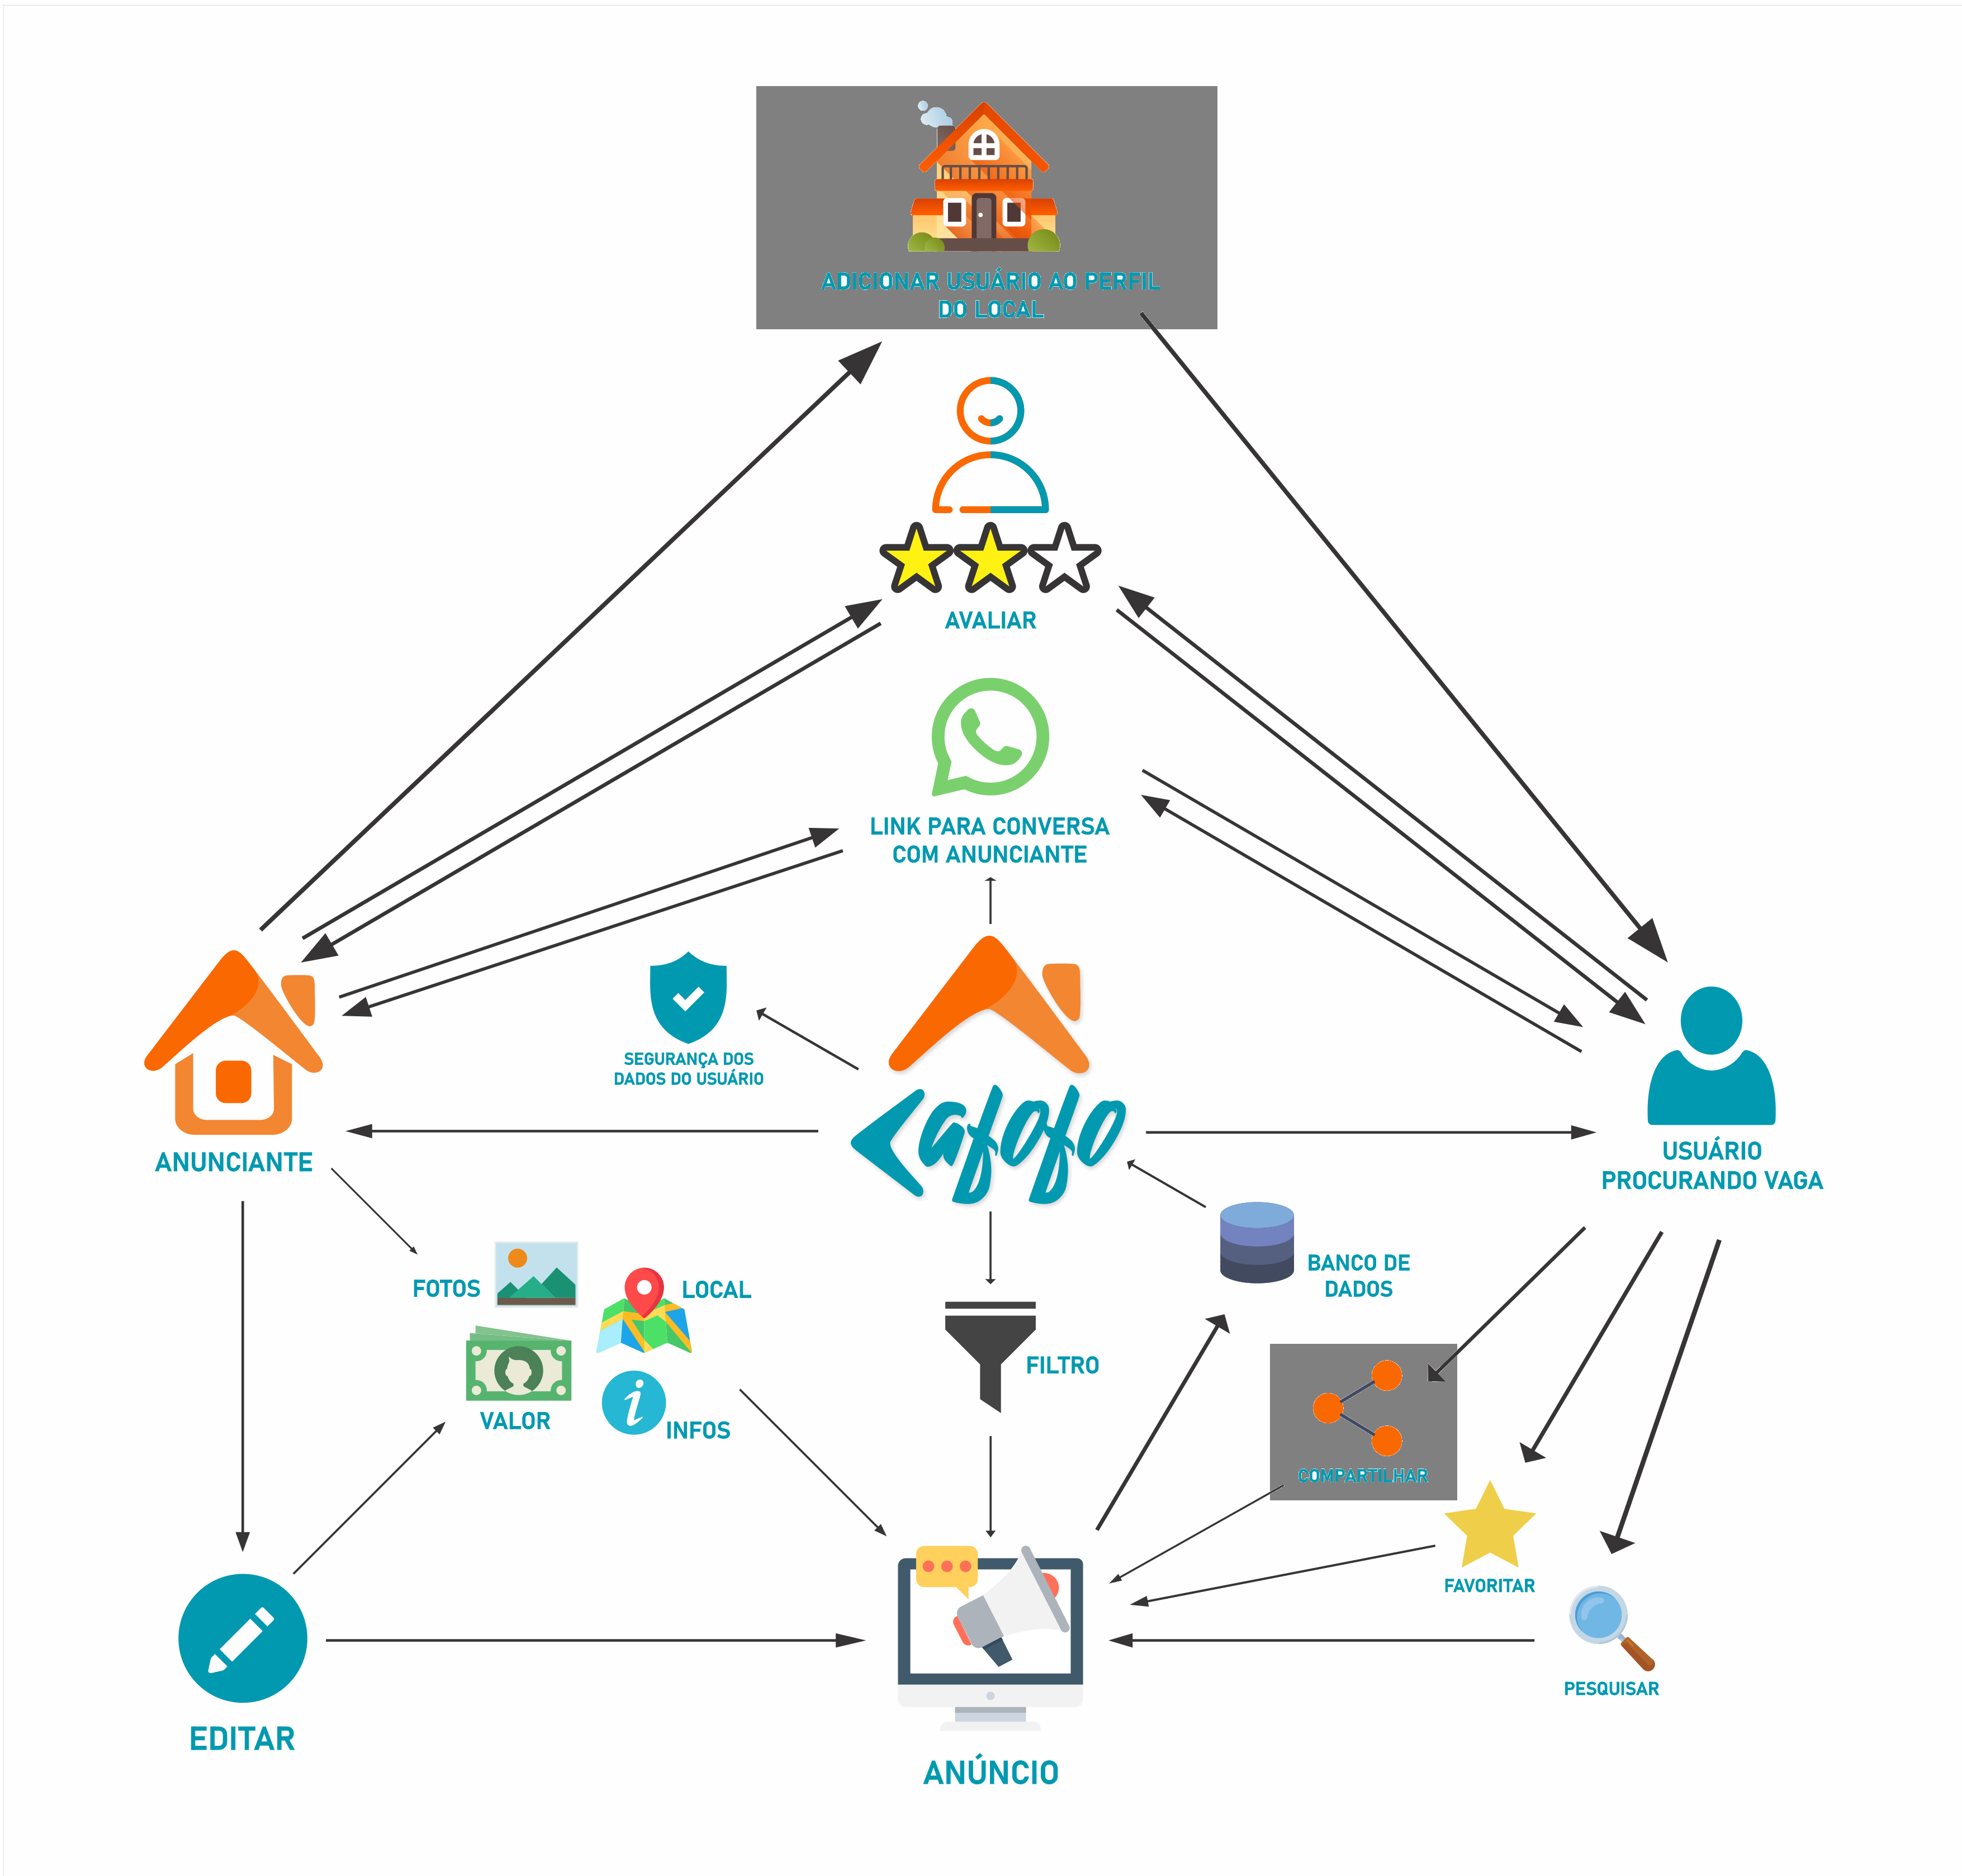 ADICIONAR USUÁRIO AO PERFIL
DO LOCAL
AVALIAR
LINK PARA CONVERSA
COM ANUNCIANTE
SEGURANÇA DOS
DADOS DO USUÁRIO
ANUNCIANTE
USUÁRIO
PROCURANDO VAGA
BANCO DE
DADOS
FOTOS
LOCAL
VALOR
INFOS
FILTRO
COMPARTILHAR
FAVORITAR
PESQUISAR
EDITAR
ANÚNCIO